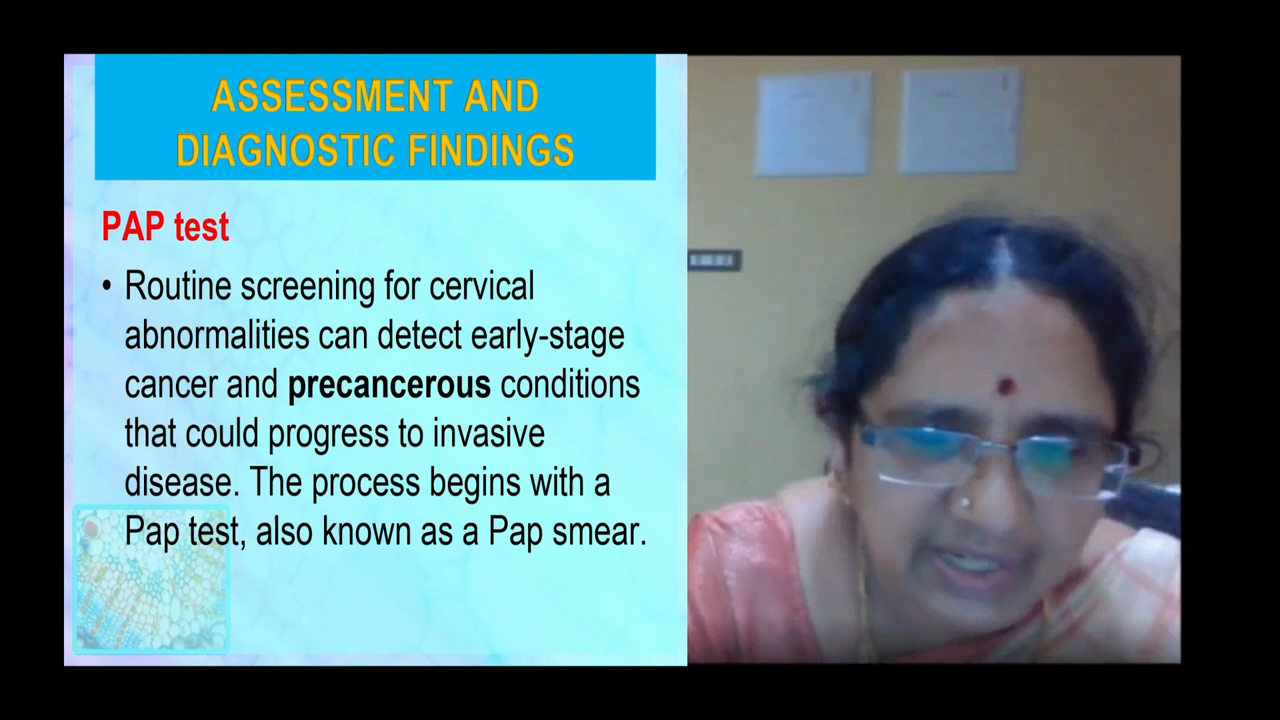 ASSESSMENT AND
DIAGNOSTIC FINDINGS
PAP test
• Routine screening for cervical
abnormalities can detect early-stage
cancer and precancerous conditions
that could progress to invasive
disease. The process begins with a
Pap test, also known as a Pap smear.